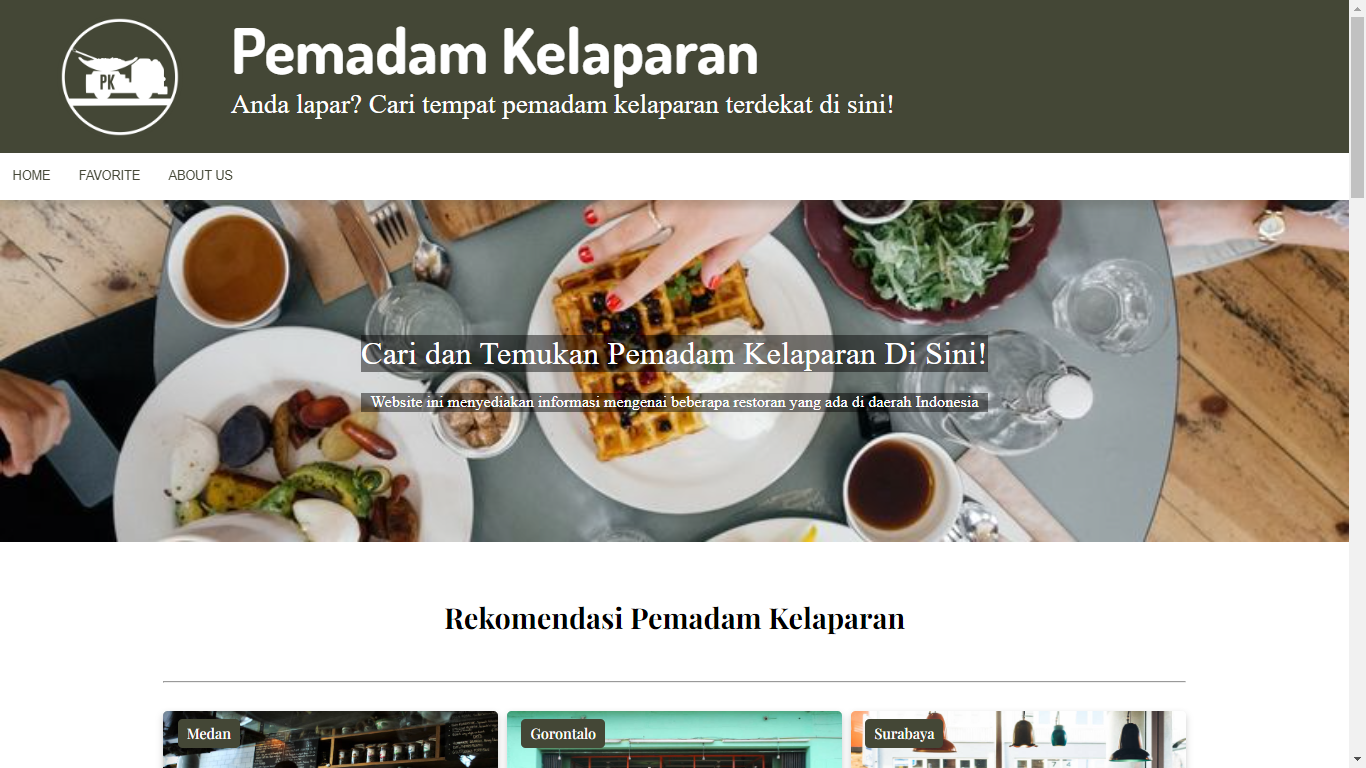 PK
Pemadam Kelaparan
Anda lapar? Cari tempat pemadam kelaparan terdekat di sini!
HOME FAVORITE ABOUT US
Cari dan Temukan Pemadam Kelaparan Di Sini!
Website ini menyediakan informasi mengenai beberapa restoran yang ada di daerah Indonesia
Rekomendasi Pemadam Kelaparan
Medan Gorontalo Surabaya